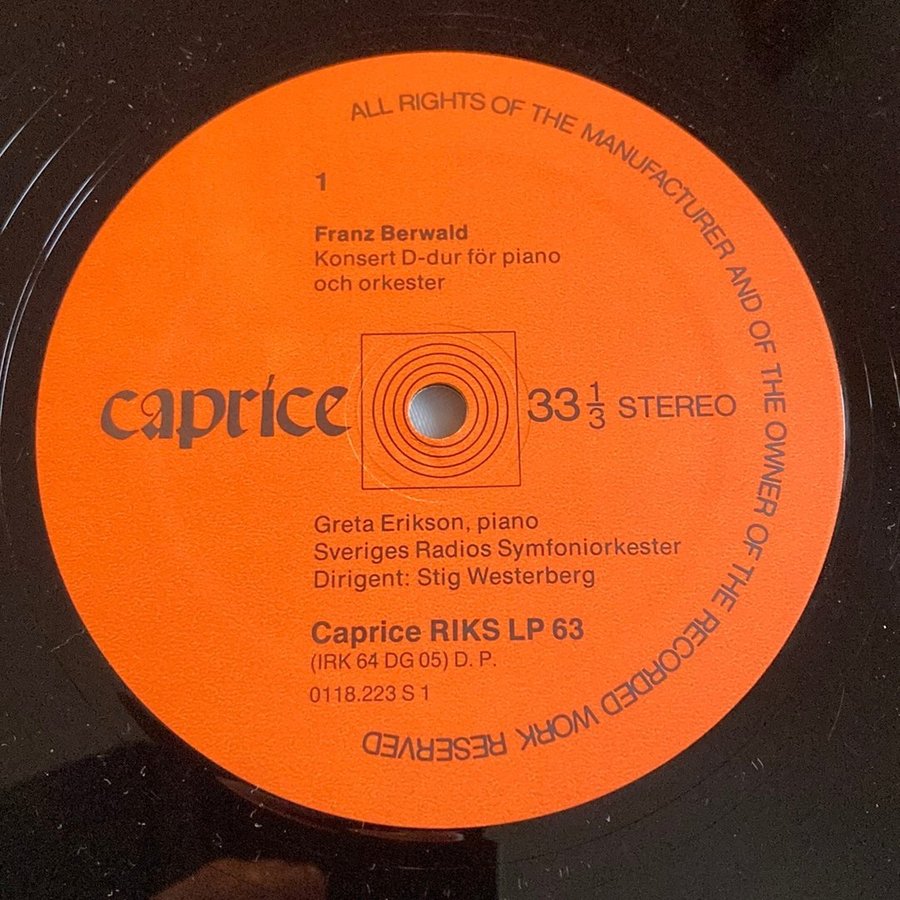 ALL RIGHTS OF THE MANUFACTURER AND OF THE OWNER OF THE RECORDED WORK RESERVED
1
Franz Berwald
Konsert D-dur för piano
och orkester
caprice
33 1/3 STEREO
Greta Erikson, piano
Sveriges Radios Symfoniorkester
Dirigent: Stig Westerberg
Caprice RIKS LP 63
(IRK 64 DG 05) D. P.
0118.223 S 1